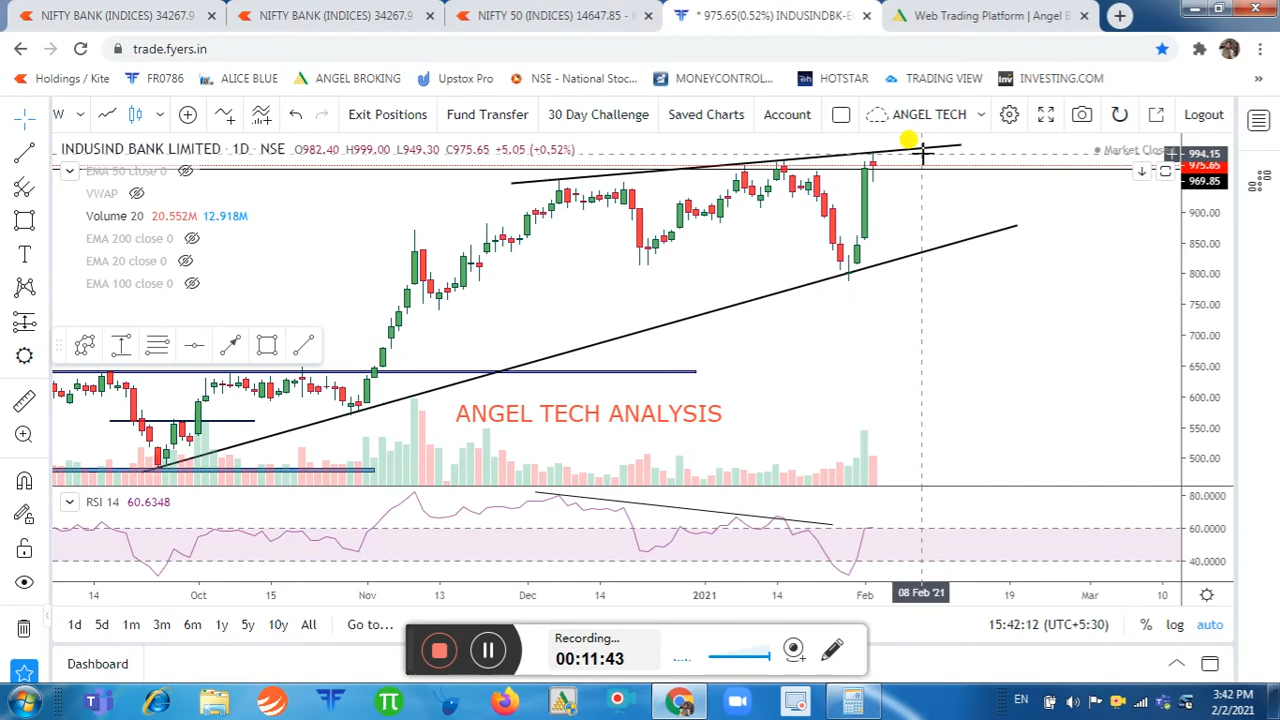 NIFTY BANK (INDICES) 34267.9
NIFTY BANK (INDICES) 34267.9
NIFTY (INDICES) 14647.85 -
* 975.65(0.52%) INDUSINDBK-E
Web Trading Platform | Angel B
trade.fyers.in
Holdings / Kite
FR0786
ALICE BLUE
ANGEL BROKING
Upstox Pro
NSE - National Stoc...
MONEYCONTROL...
HOTSTAR
TRADING VIEW
INVESTING.COM
W
Exit Positions
Fund Transfer
30 Day Challenge
Saved Charts
Account
ANGEL TECH
Logout
INDUSIND BANK LIMITED 1D NSE O982.40 H999.00 L949.30 C975.65 +5.05 (+0.52%)
Market Close
994.15
975.65
969.85
EMA 50 close 0
VWAP
Volume 20 20.552M 12.918M
EMA 200 close 0
EMA 20 close 0
EMA 100 close 0
900.00
850.00
800.00
750.00
700.00
650.00
600.00
550.00
500.00
ANGEL TECH ANALYSIS
RSI 14 60.6348
80.0000
60.0000
40.0000
14 Oct 15 Nov 13 Dec 14 2021 14 Feb 08 Feb '21 19 Mar 10
1d 5d 1m 3m 6m 1y 5y 10y All Go to...
15:42:12 (UTC+5:30) % log auto
Recording...
00:11:43
Dashboard
EN
3:42 PM
2/2/2021